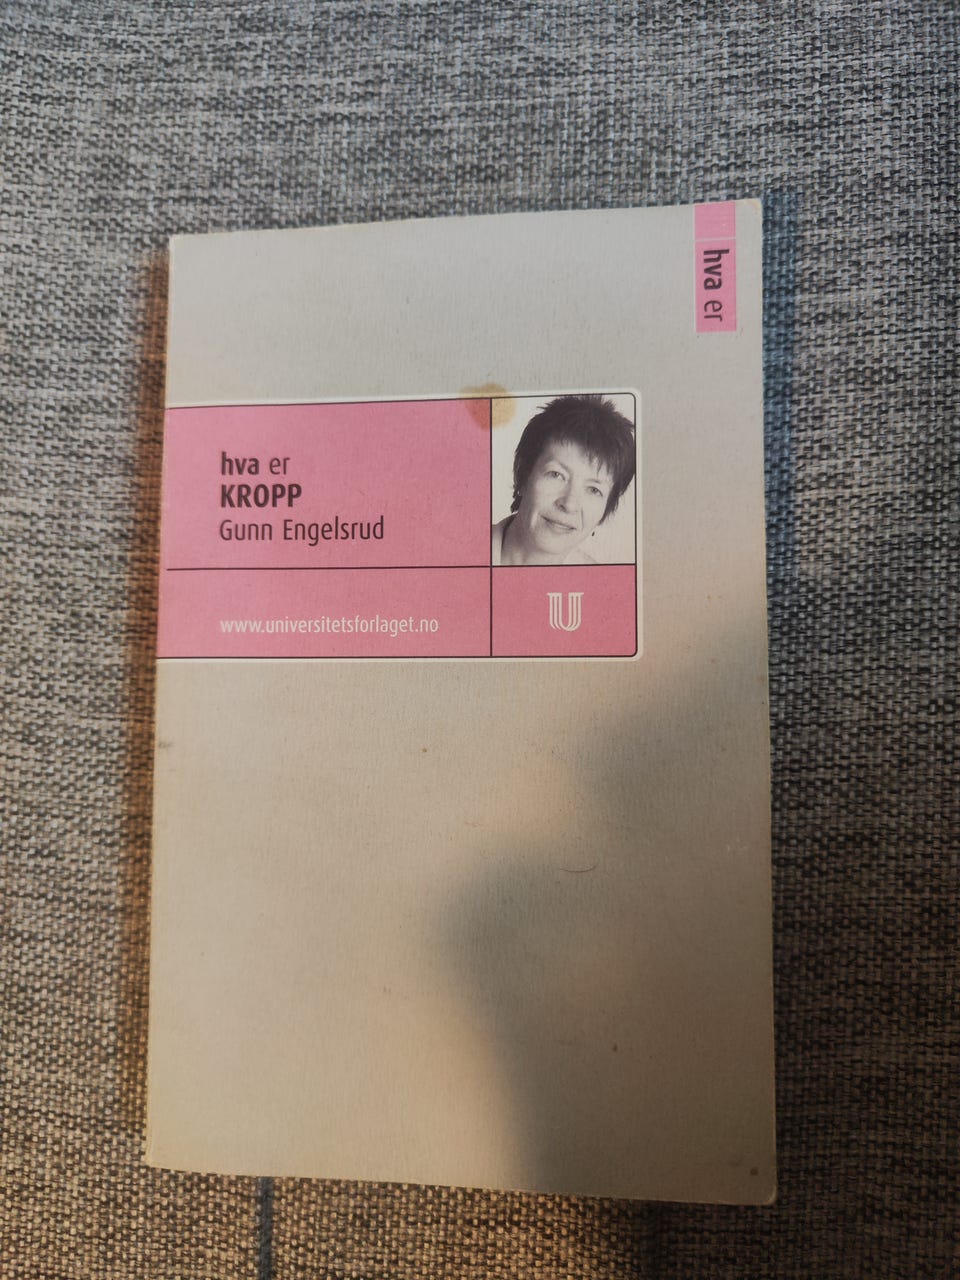 hva er
hva er
KROPP
Gunn Engelsrud
www.universitetsforlaget.no
U